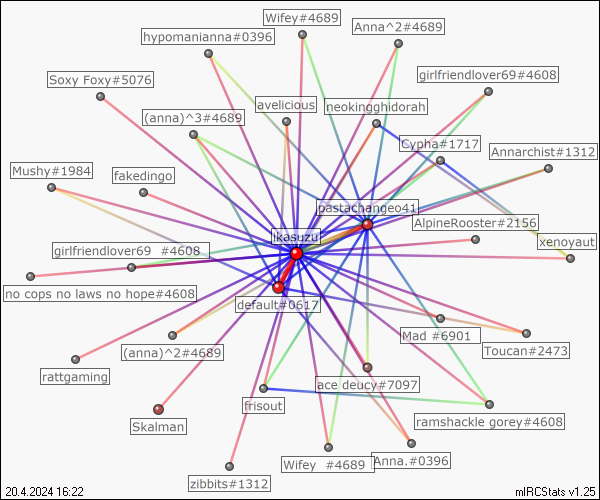 Wifey#4689
Anna^2#4689
hypomanianna#0396
girlfriendlover69#4608
Soxy Foxy#5076
avelicious
neokingghidorah
(anna)^3#4689
Cypha#1717
Annarchist#1312
Mushy#1984
fakedingo
pastachangeo41
AlpineRooster#2156
ikasuzu
xenoyaut
girlfriendlover69 #4608
no cops no laws no hope#4608
default#0617
Mad #6901
Toucan#2473
(anna)^2#4689
rattgaming
ace deucy#7097
frisout
ramshackle gorey#4608
Skalman
Wifey #4689
Anna.#0396
zibbits#1312
20.4.2024 16:22
mIRCStats v1.25